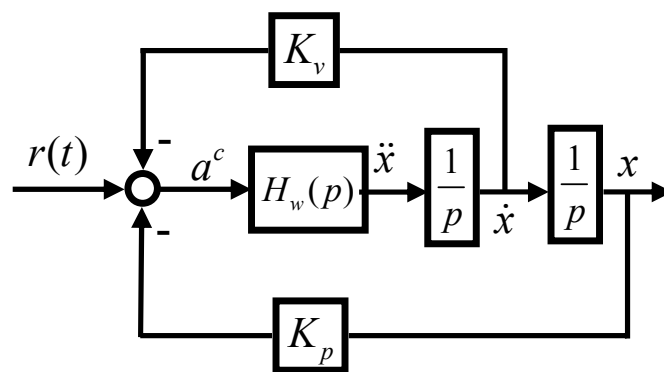 K_v
-
r(t)
a^c
H_w(p)
ẍ
1/p
ẋ
1/p
x
-
K_p